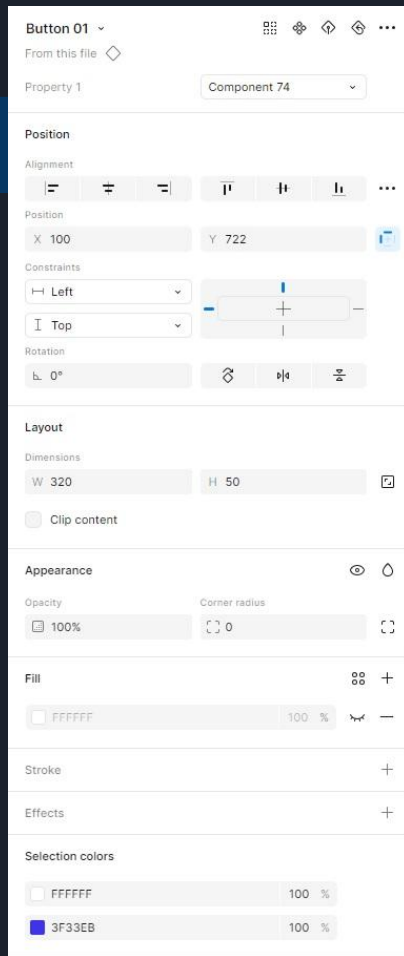 Button 01
From this file
Property 1
Component 74
Position
Alignment
Position
X 100
Y 722
Constraints
Left
Top
Rotation
0°
Layout
Dimensions
W 320
H 50
Clip content
Appearance
Opacity
Corner radius
100%
0
Fill
FFFFFF
100 %
Stroke
Effects
Selection colors
FFFFFF
100 %
3F33EB
100 %